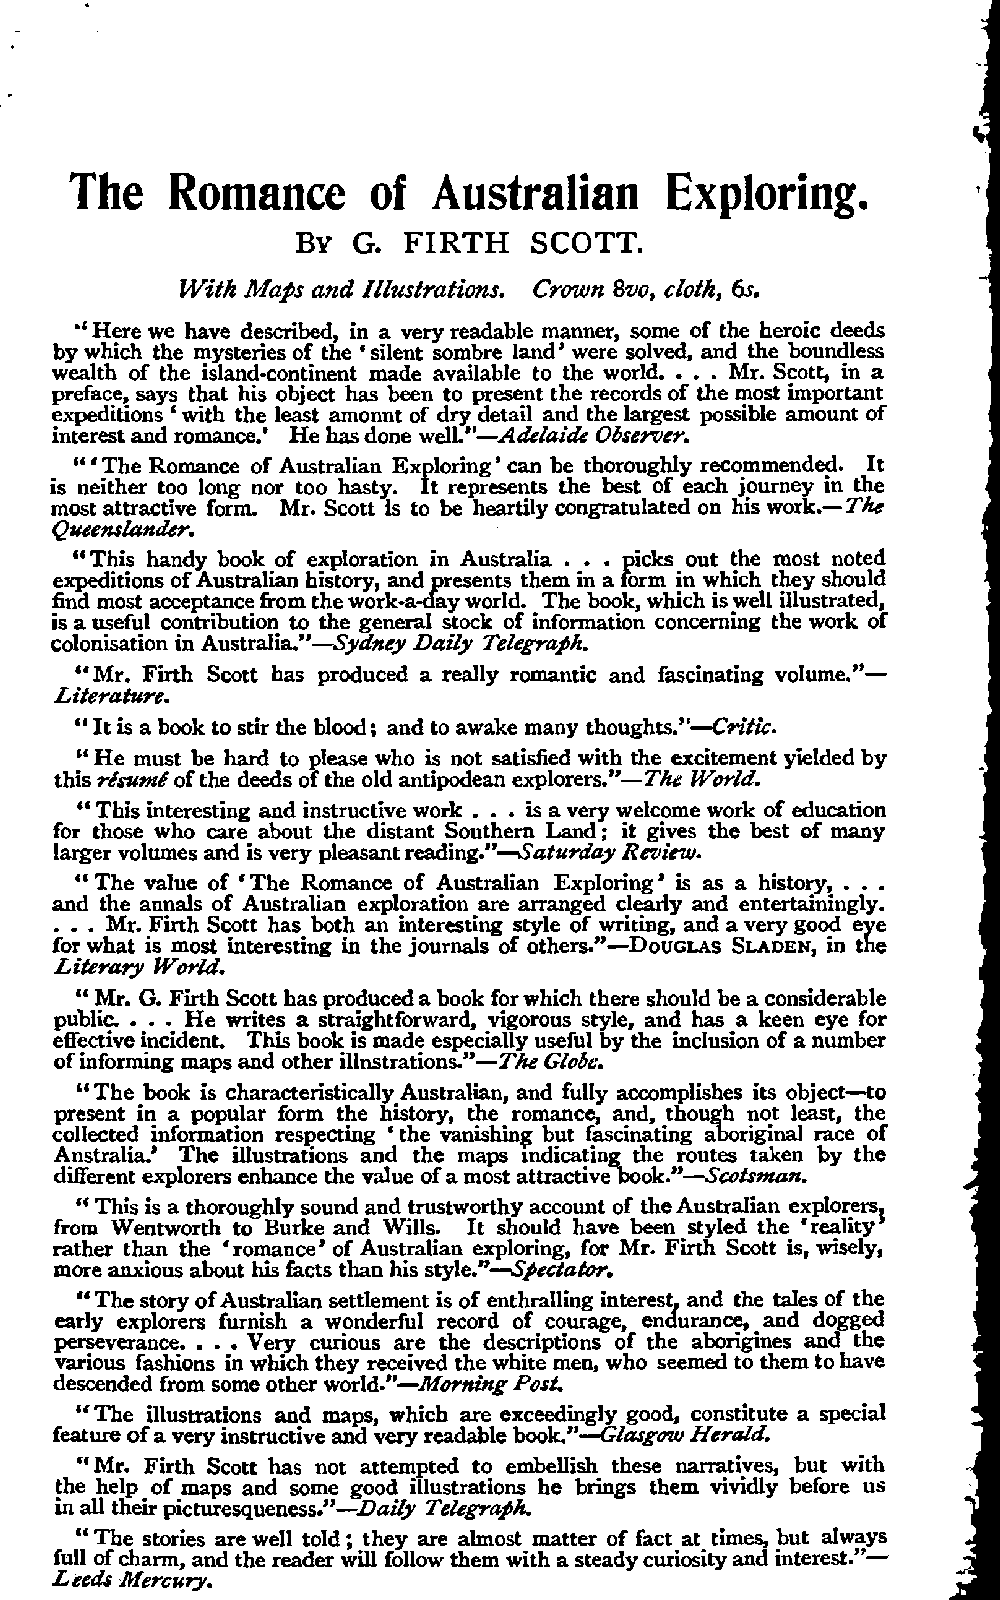 The Romance of Australian Exploring.
By G. FIRTH SCOTT.
With Maps and Illustrations. Crown 8vo, cloth, 6s.
"Here we have described, in a very readable manner, some of the heroic deeds
by which the mysteries of the 'silent sombre land' were solved, and the boundless
wealth of the island-continent made available to the world. . . . Mr. Scott, in a
preface, says that his object has been to present the records of the most important
expeditions 'with the least amonnt of dry detail and the largest possible amount of
interest and romance.' He has done well."—Adelaide Observer.
"'The Romance of Australian Exploring' can be thoroughly recommended. It
is neither too long nor too hasty. It represents the best of each journey in the
most attractive form. Mr. Scott is to be heartily congratulated on his work.—The
Queenslander.
"This handy book of exploration in Australia . . . picks out the most noted
expeditions of Australian history, and presents them in a form in which they should
find most acceptance from the work-a-day world. The book, which is well illustrated,
is a useful contribution to the general stock of information concerning the work of
colonisation in Australia."—Sydney Daily Telegraph.
"Mr. Firth Scott has produced a really romantic and fascinating volume."—
Literature.
"It is a book to stir the blood; and to awake many thoughts."—Critic.
"He must be hard to please who is not satisfied with the excitement yielded by
this résumé of the deeds of the old antipodean explorers."—The World.
"This interesting and instructive work . . . is a very welcome work of education
for those who care about the distant Southern Land; it gives the best of many
larger volumes and is very pleasant reading."—Saturday Review.
"The value of 'The Romance of Australian Exploring' is as a history, . . .
and the annals of Australian exploration are arranged clearly and entertainingly.
. . . Mr. Firth Scott has both an interesting style of writing, and a very good eye
for what is most interesting in the journals of others."—DOUGLAS SLADEN, in the
Literary World.
"Mr. G. Firth Scott has produced a book for which there should be a considerable
public. . . . He writes a straightforward, vigorous style, and has a keen eye for
effective incident. This book is made especially useful by the inclusion of a number
of informing maps and other illnstrations."—The Globe.
"The book is characteristically Australian, and fully accomplishes its object—to
present in a popular form the history, the romance, and, though not least, the
collected information respecting 'the vanishing but fascinating aboriginal race of
Anstralia.' The illustrations and the maps indicating the routes taken by the
different explorers enhance the value of a most attractive book."—Scotsman.
"This is a thoroughly sound and trustworthy account of the Australian explorers,
from Wentworth to Burke and Wills. It should have been styled the 'reality'
rather than the 'romance' of Australian exploring, for Mr. Firth Scott is, wisely,
more anxious about his facts than his style."—Spectator.
"The story of Australian settlement is of enthralling interest, and the tales of the
early explorers furnish a wonderful record of courage, endurance, and dogged
perseverance. . . . Very curious are the descriptions of the aborigines and the
various fashions in which they received the white men, who seemed to them to have
descended from some other world."—Morning Post.
"The illustrations and maps, which are exceedingly good, constitute a special
feature of a very instructive and very readable book."—Glasgow Herald.
"Mr. Firth Scott has not attempted to embellish these narratives, but with
the help of maps and some good illustrations he brings them vividly before us
in all their picturesqueness."—Daily Telegraph.
"The stories are well told; they are almost matter of fact at times, but always
full of charm, and the reader will follow them with a steady curiosity and interest."—
Leeds Mercury.